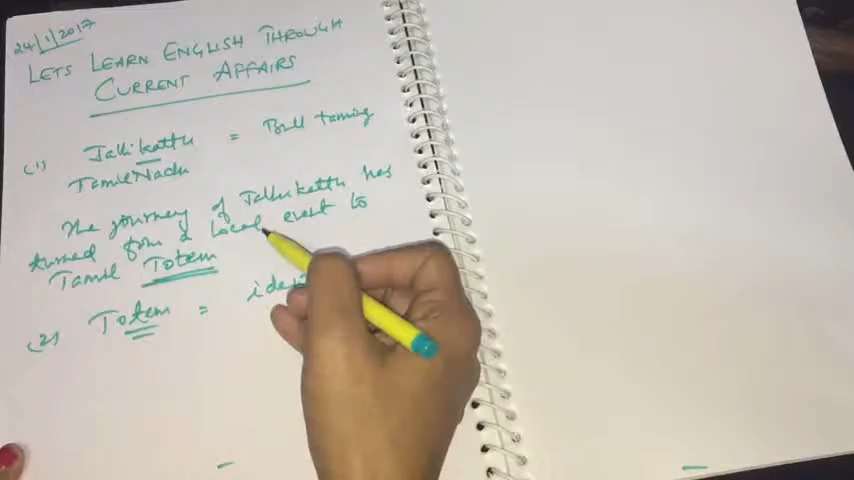 24/1/2017
LETS LEARN ENGLISH THROUGH
CURRENT AFFAIRS
(1) Jallikattu = Bull taming
TamilNadu
The journey of Jallikattu has
turned from a local event to
Tamil Totem
(2) Totem =